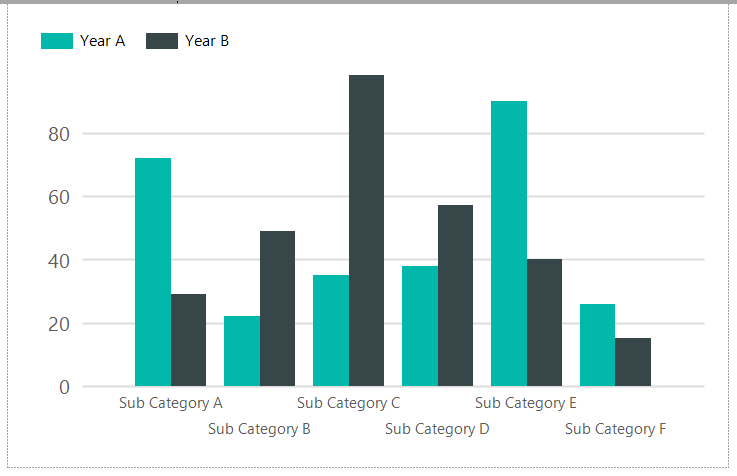 Year A Year B
80
60
40
20
0
Sub Category A Sub Category C Sub Category E
Sub Category B Sub Category D Sub Category F